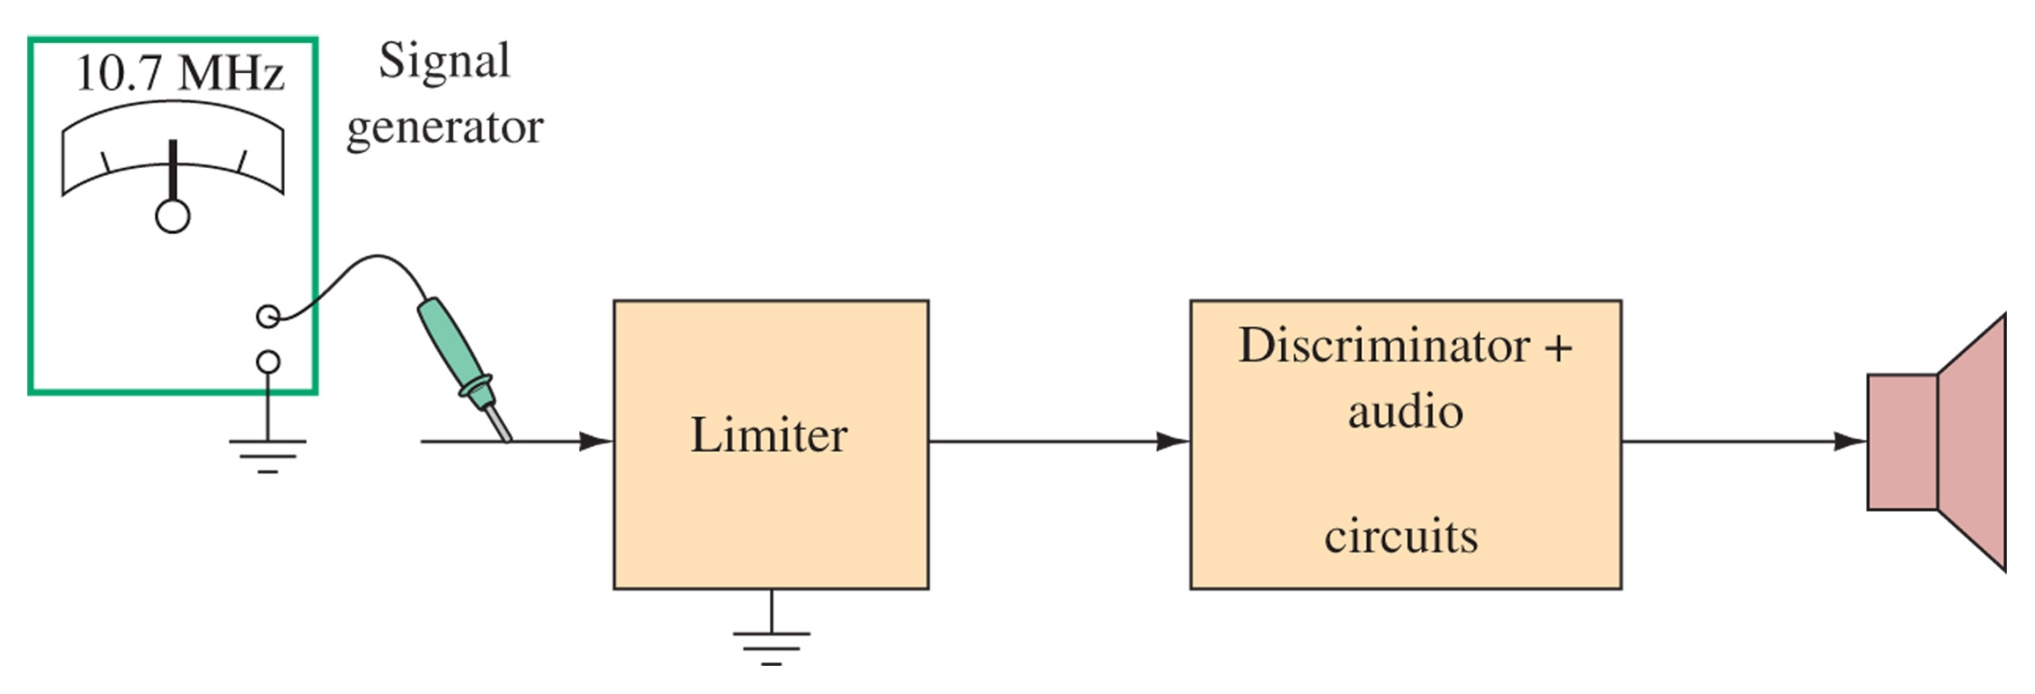 10.7 MHz
Signal
generator
Limiter
Discriminator +
audio
circuits